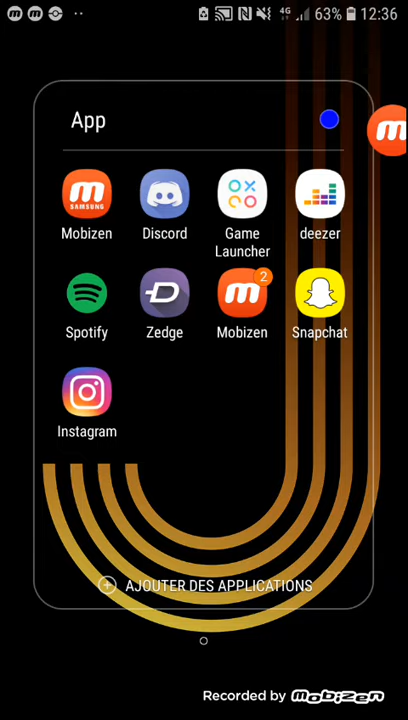 4G 63% 12:36
App
SAMSUNG
Mobizen Discord Game Launcher deezer
Spotify Zedge Mobizen 2 Snapchat
Instagram
AJOUTER DES APPLICATIONS
Recorded by mobizen